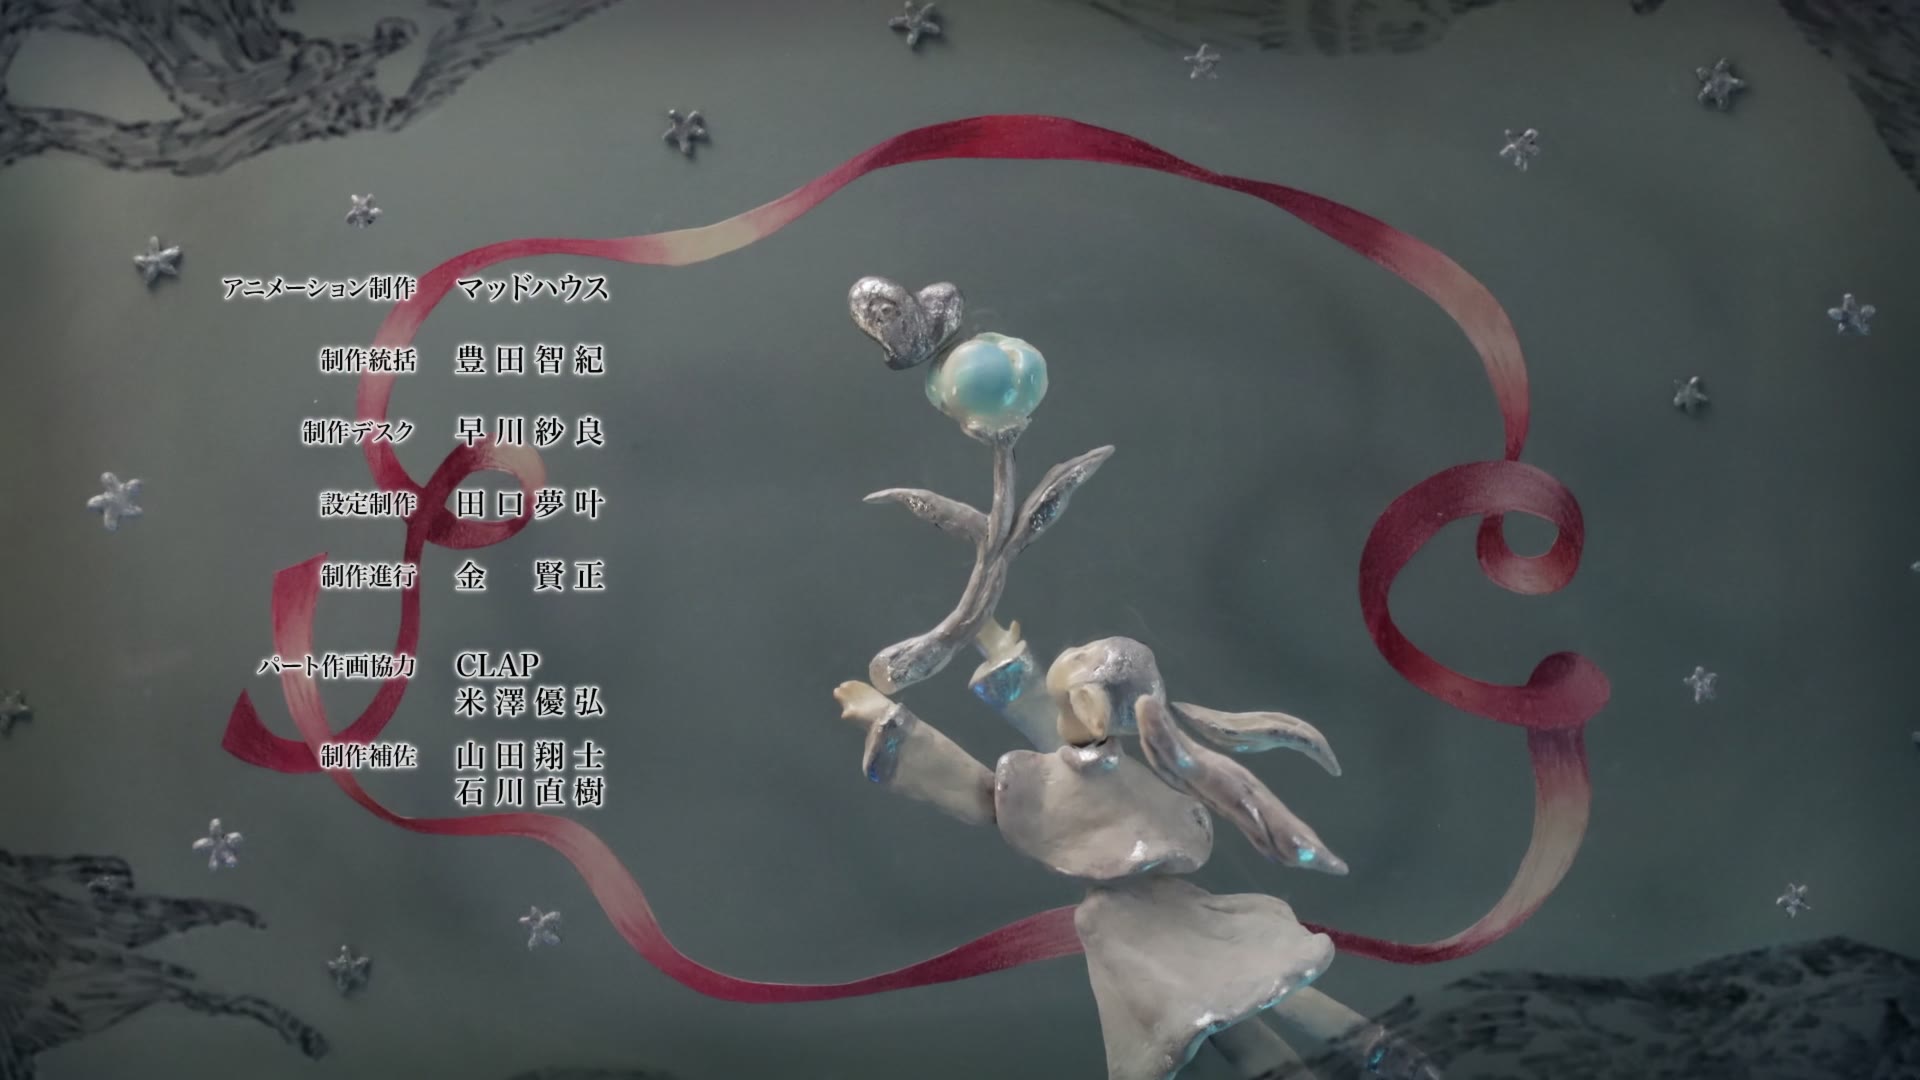 アニメーション制作 マッドハウス
制作統括 豊田智紀
制作デスク 早川紗良
設定制作 田口夢叶
制作進行 金 賢正
パート作画協力 CLAP
米澤優弘
制作補佐 山田翔士
石川直樹